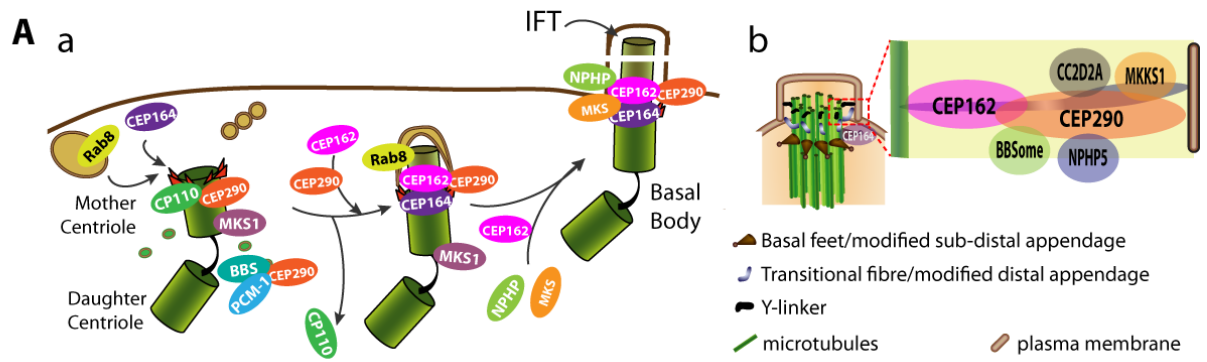 A
a
IFT
NPHP
CEP162
CEP290
MKS
CEP164
CEP164
Rab8
Mother
Centriole
CP110
CEP290
MKS1
BBS
CEP290
PCM-1
Daughter
Centriole
CEP162
CEP290
CP110
Rab8
CEP162
CEP290
CEP164
MKS1
CEP162
NPHP
MKS
Basal
Body
b
CEP164
CC2D2A
MKKS1
CEP162
CEP290
BBSome
NPHP5
Basal feet/modified sub-distal appendage
Transitional fibre/modified distal appendage
Y-linker
microtubules
plasma membrane